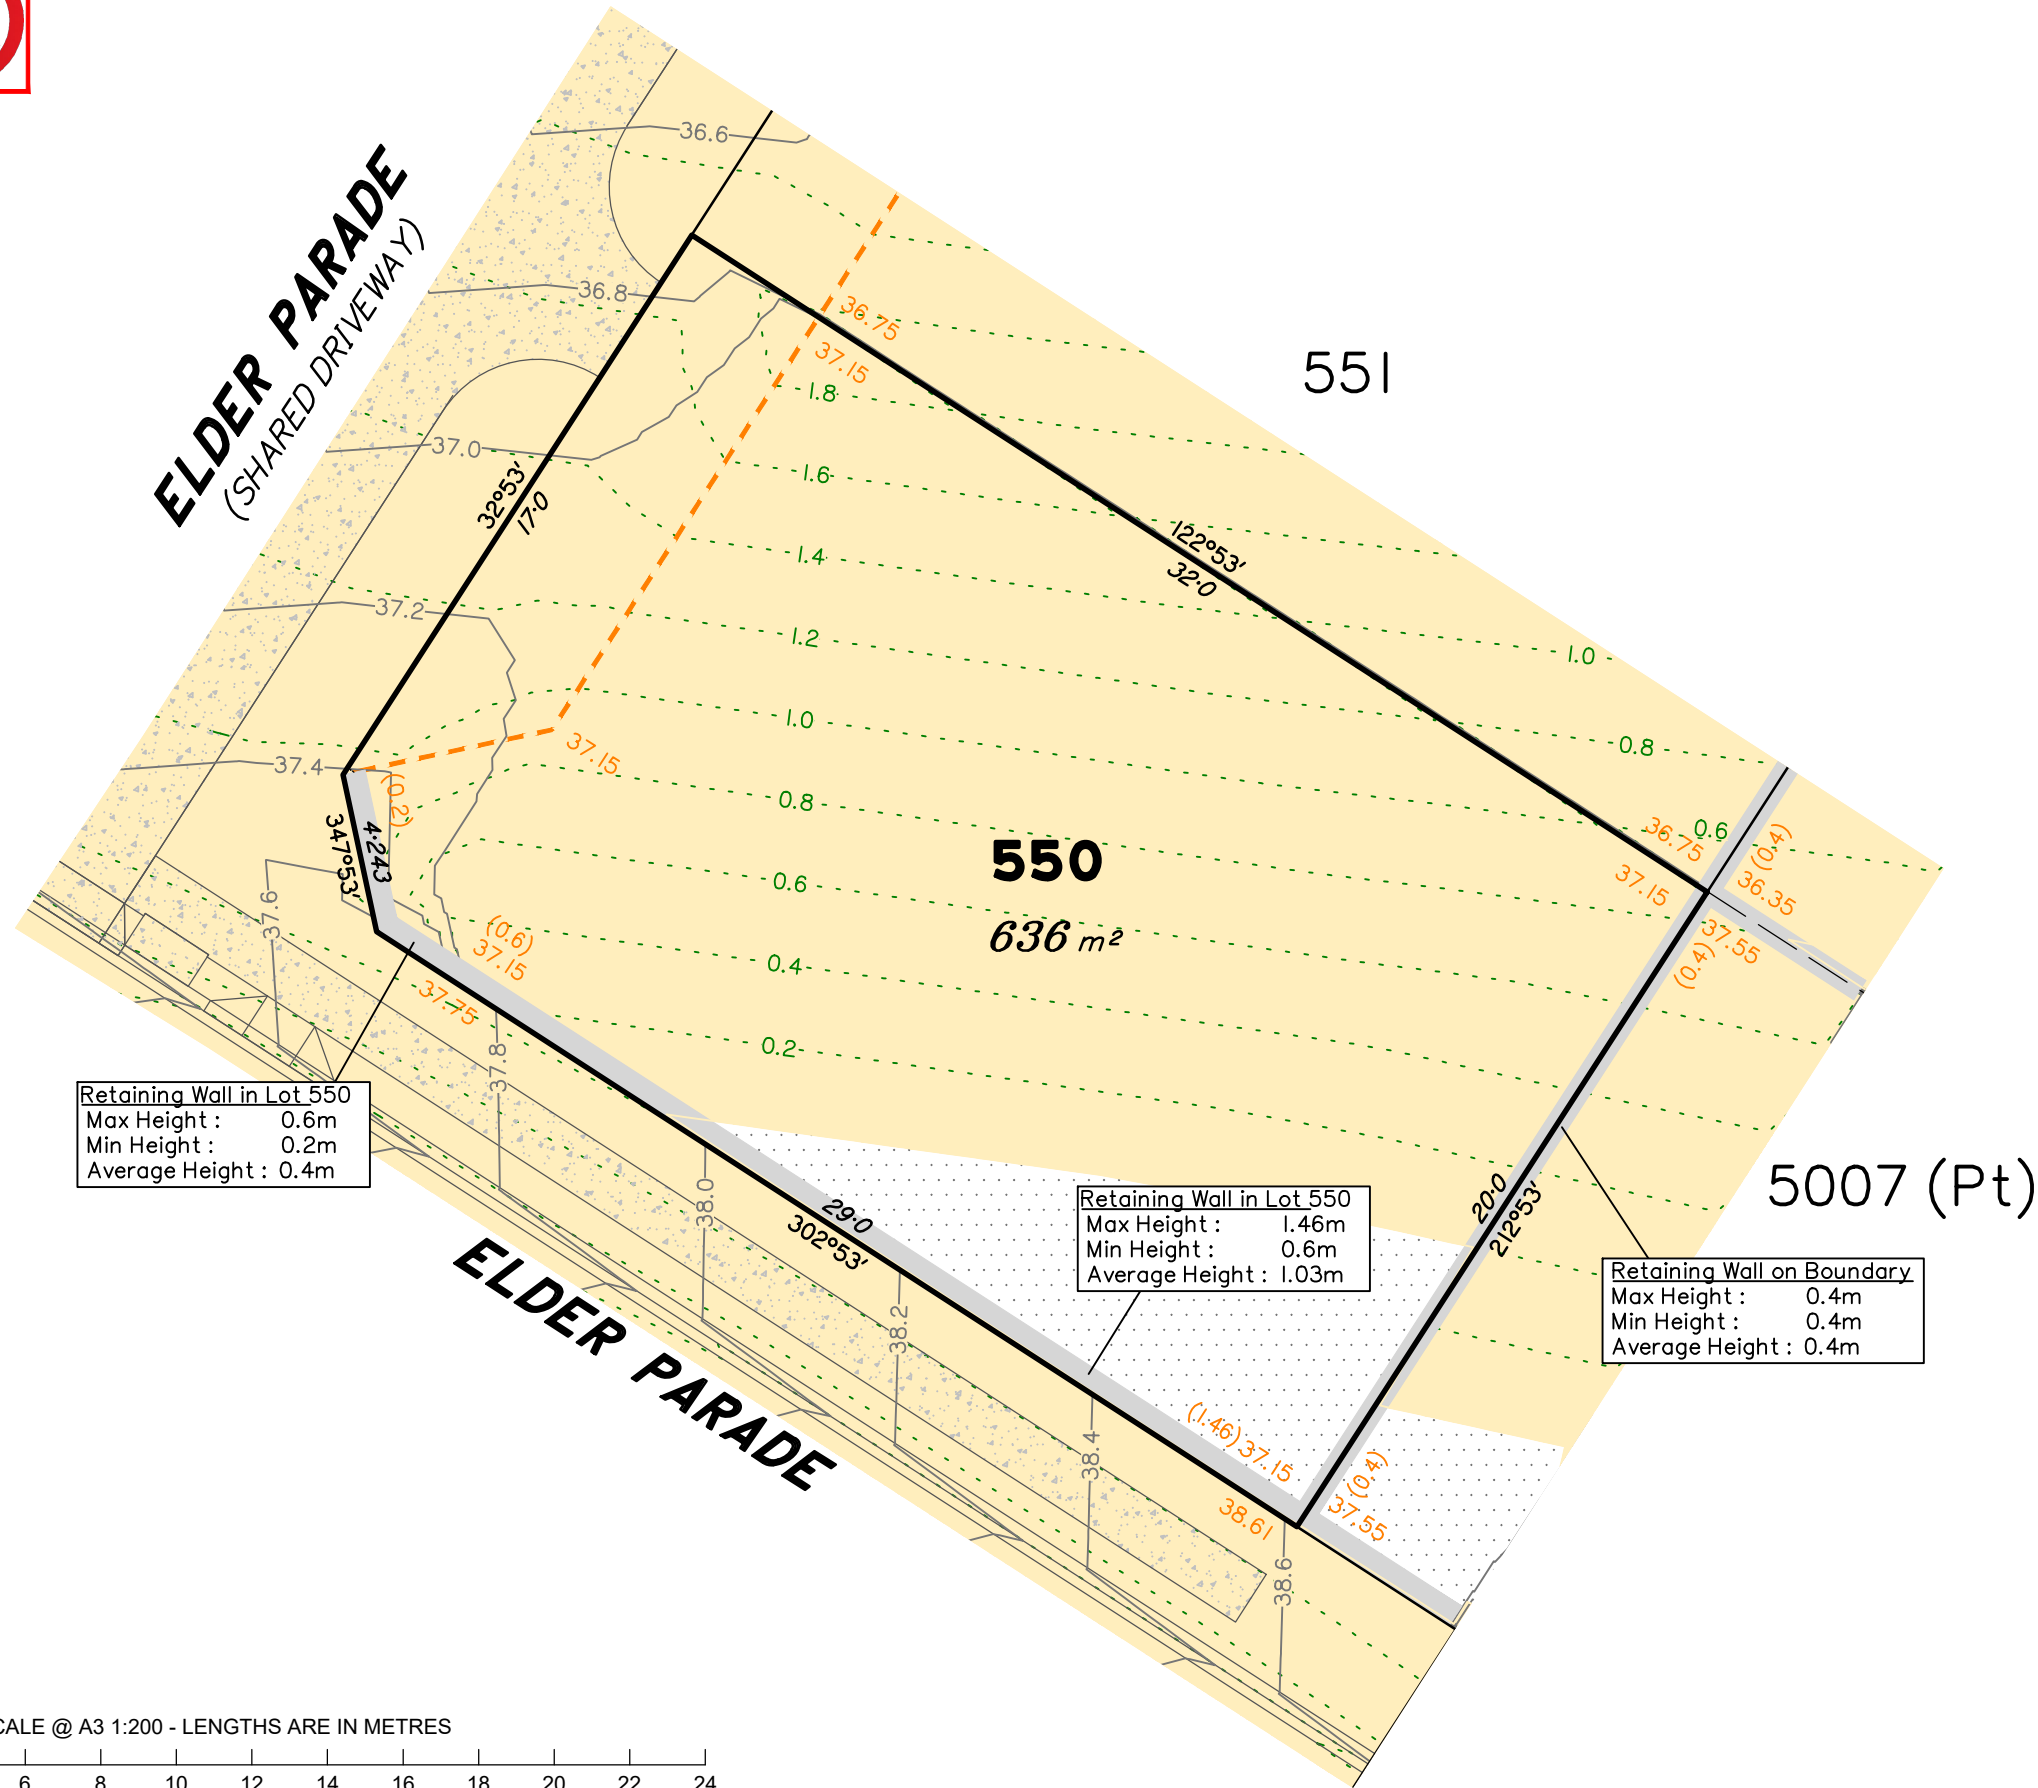 36.6
ELDER PARADE
(SHARED DRIVEWAY)
36.8
36.75
37.15
551
1.8
37.0
1.6
32°53'
17·0
122°53'
32·0
1.4
37.2
1.2
1.0
1.0
0.8
37.15
37.4
(0.2)
0.8
0.6
36.75
(0.4)
347°53'
4·243
550
0.6
37.15
36.35
37.6
(0.6)
37.15
636 m²
37.55
(0.4)
0.4
37.75
0.2
37.8
Retaining Wall in Lot 550
Max Height : 0.6m
Min Height : 0.2m
Average Height : 0.4m
38.0
29·0
302°53'
Retaining Wall in Lot 550
Max Height : 1.46m
Min Height : 0.6m
Average Height : 1.03m
20·0
212°53'
5007 (Pt)
Retaining Wall on Boundary
Max Height : 0.4m
Min Height : 0.4m
Average Height : 0.4m
ELDER PARADE
38.2
38.4
(1.46) 37.15
(0.4)
38.61
37.55
38.6
CALE @ A3 1:200 - LENGTHS ARE IN METRES
6 8 10 12 14 16 18 20 22 24